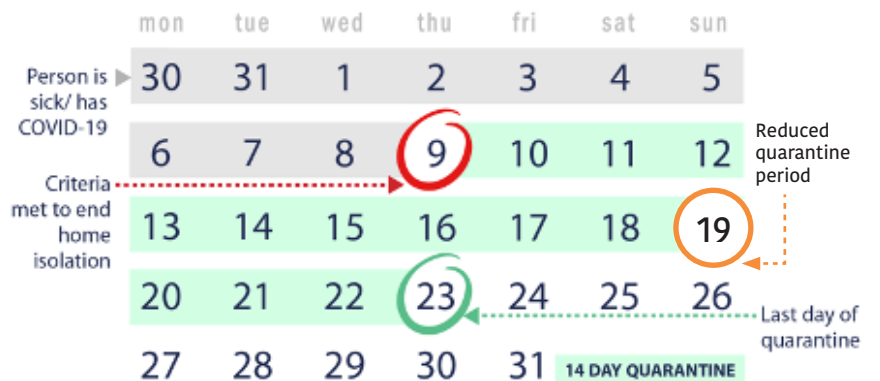 mon tue wed thu fri sat sun
Person is
sick/ has
COVID-19
30 31 1 2 3 4 5
6 7 8 9 10 11 12
Reduced
quarantine
period
Criteria
met to end
home
isolation
13 14 15 16 17 18 19
20 21 22 23 24 25 26
Last day of
quarantine
27 28 29 30 31 14 DAY QUARANTINE